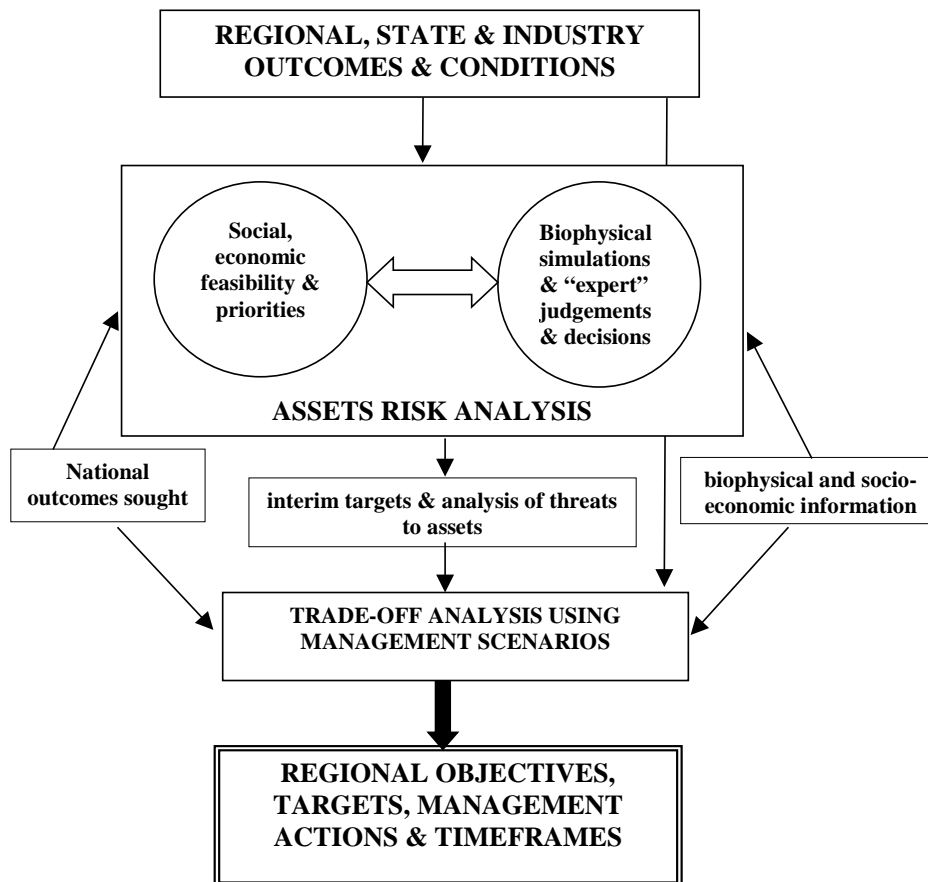 REGIONAL, STATE & INDUSTRY
OUTCOMES & CONDITIONS
Social,
economic
feasibility &
priorities
Biophysical
simulations
& “expert”
judgements
& decisions
ASSETS RISK ANALYSIS
National
outcomes sought
interim targets & analysis of threats
to assets
biophysical and socio-
economic information
TRADE-OFF ANALYSIS USING
MANAGEMENT SCENARIOS
REGIONAL OBJECTIVES,
TARGETS, MANAGEMENT
ACTIONS & TIMEFRAMES